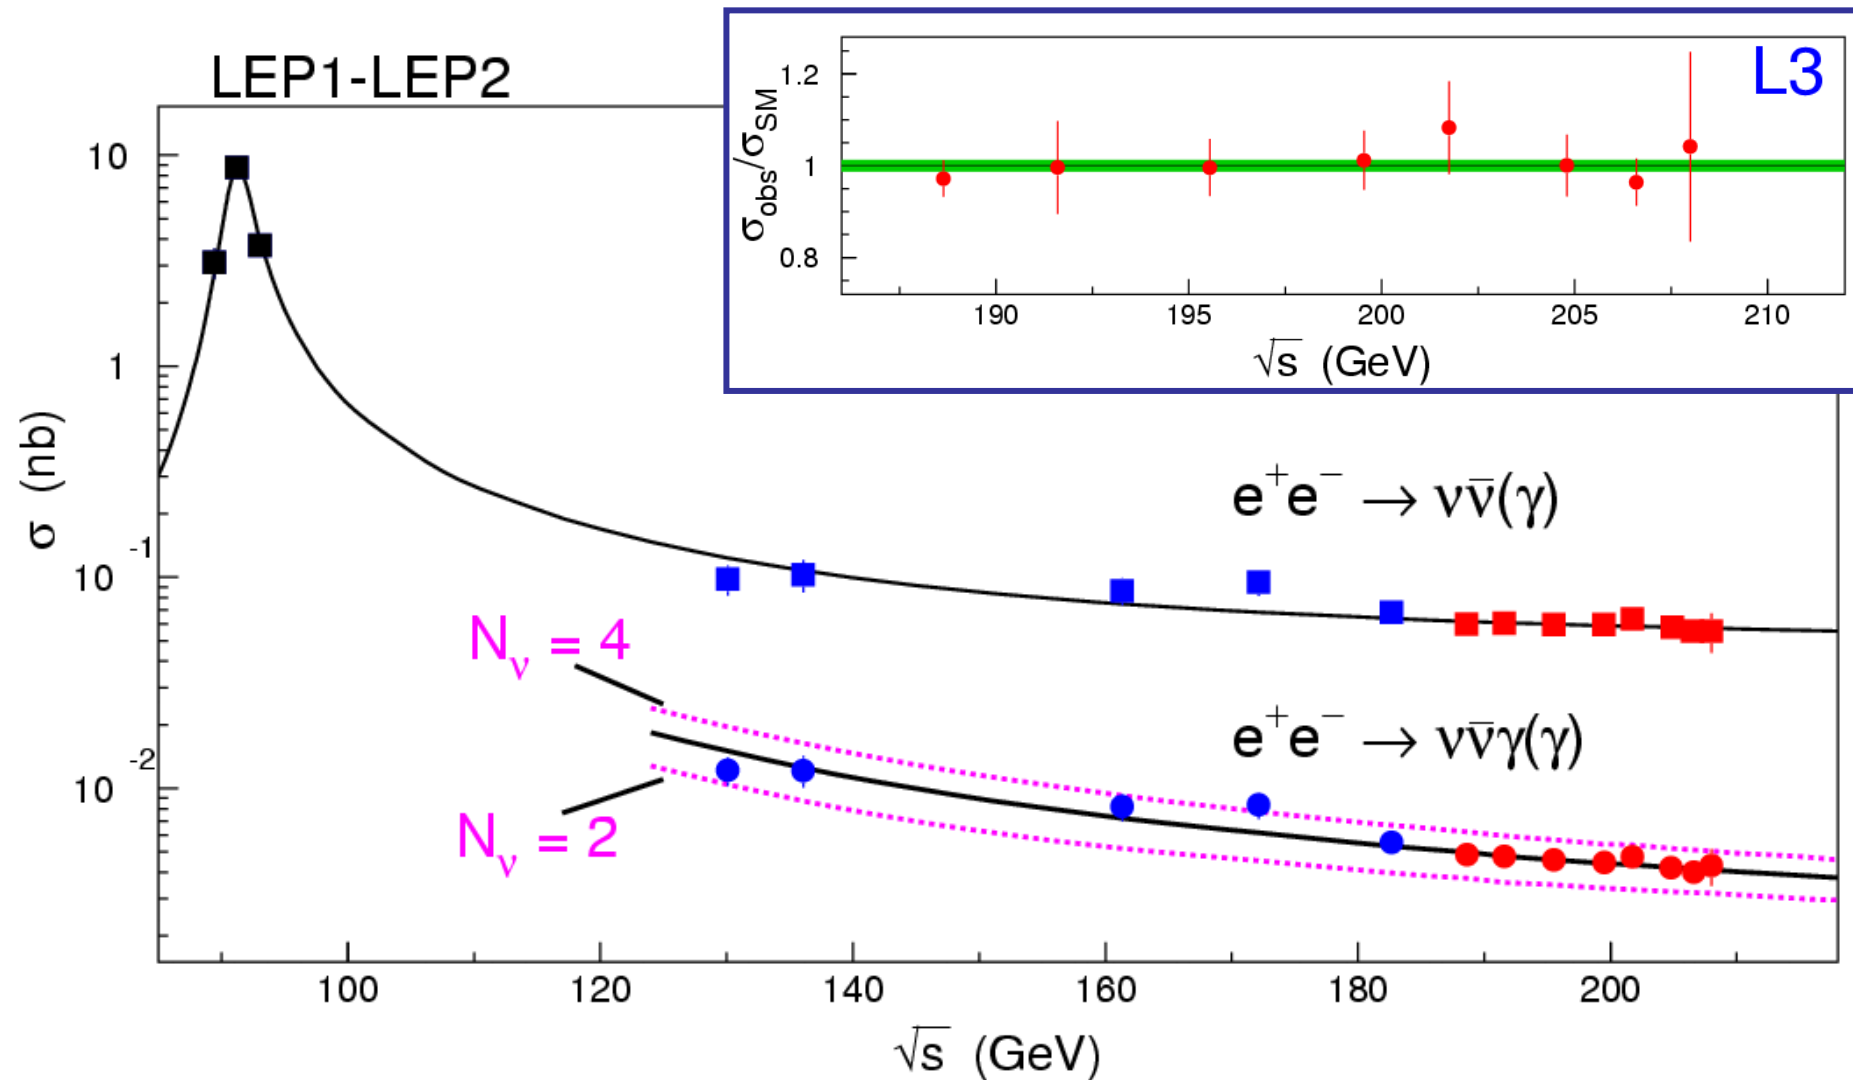 LEP1-LEP2
L3
σobs/σSM
1.2
1
0.8
190 195 200 205 210
√s (GeV)
σ (nb)
10
1
10⁻¹
10⁻²
e⁺e⁻ → νν̄(γ)
Nν = 4
e⁺e⁻ → νν̄γ(γ)
Nν = 2
100 120 140 160 180 200
√s (GeV)